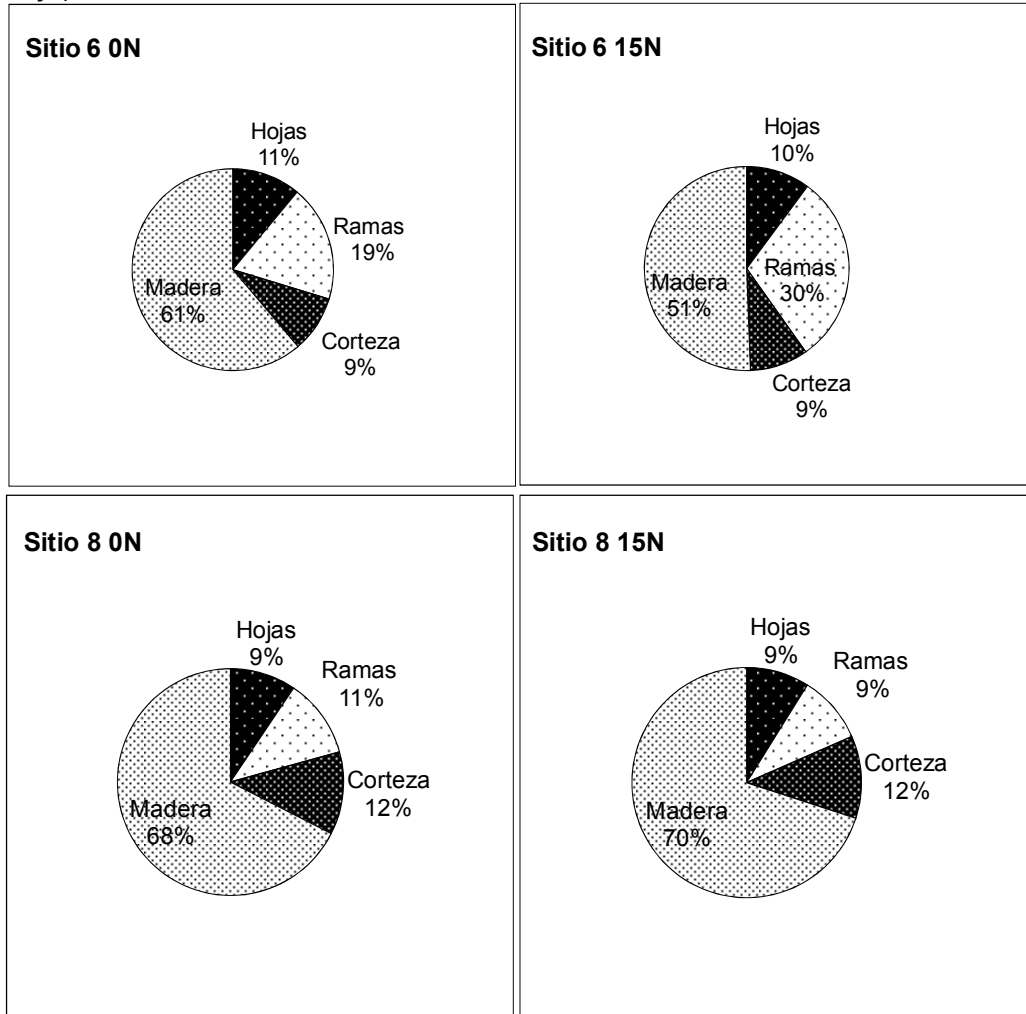 Sitio 6 0N
Hojas
11%
Ramas
19%
Madera
61%
Corteza
9%
Sitio 6 15N
Hojas
10%
Ramas
30%
Madera
51%
Corteza
9%
Sitio 8 0N
Hojas
9%
Ramas
11%
Corteza
12%
Madera
68%
Sitio 8 15N
Hojas
9%
Ramas
9%
Corteza
12%
Madera
70%